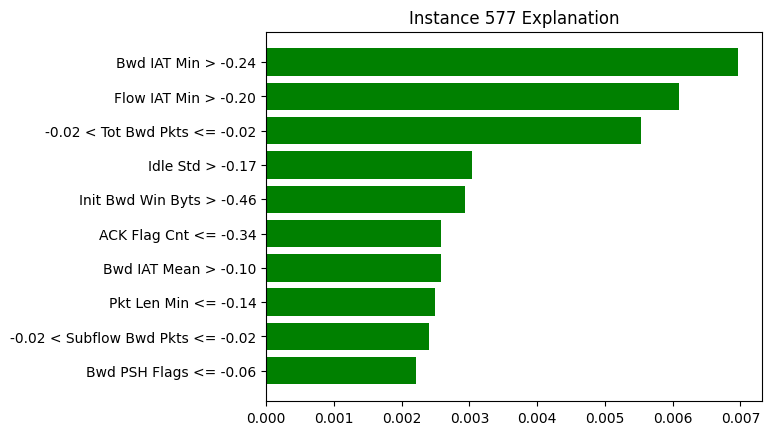 Instance 577 Explanation
Bwd IAT Min > -0.24
Flow IAT Min > -0.20
-0.02 < Tot Bwd Pkts <= -0.02
Idle Std > -0.17
Init Bwd Win Byts > -0.46
ACK Flag Cnt <= -0.34
Bwd IAT Mean > -0.10
Pkt Len Min <= -0.14
-0.02 < Subflow Bwd Pkts <= -0.02
Bwd PSH Flags <= -0.06
0.000 0.001 0.002 0.003 0.004 0.005 0.006 0.007